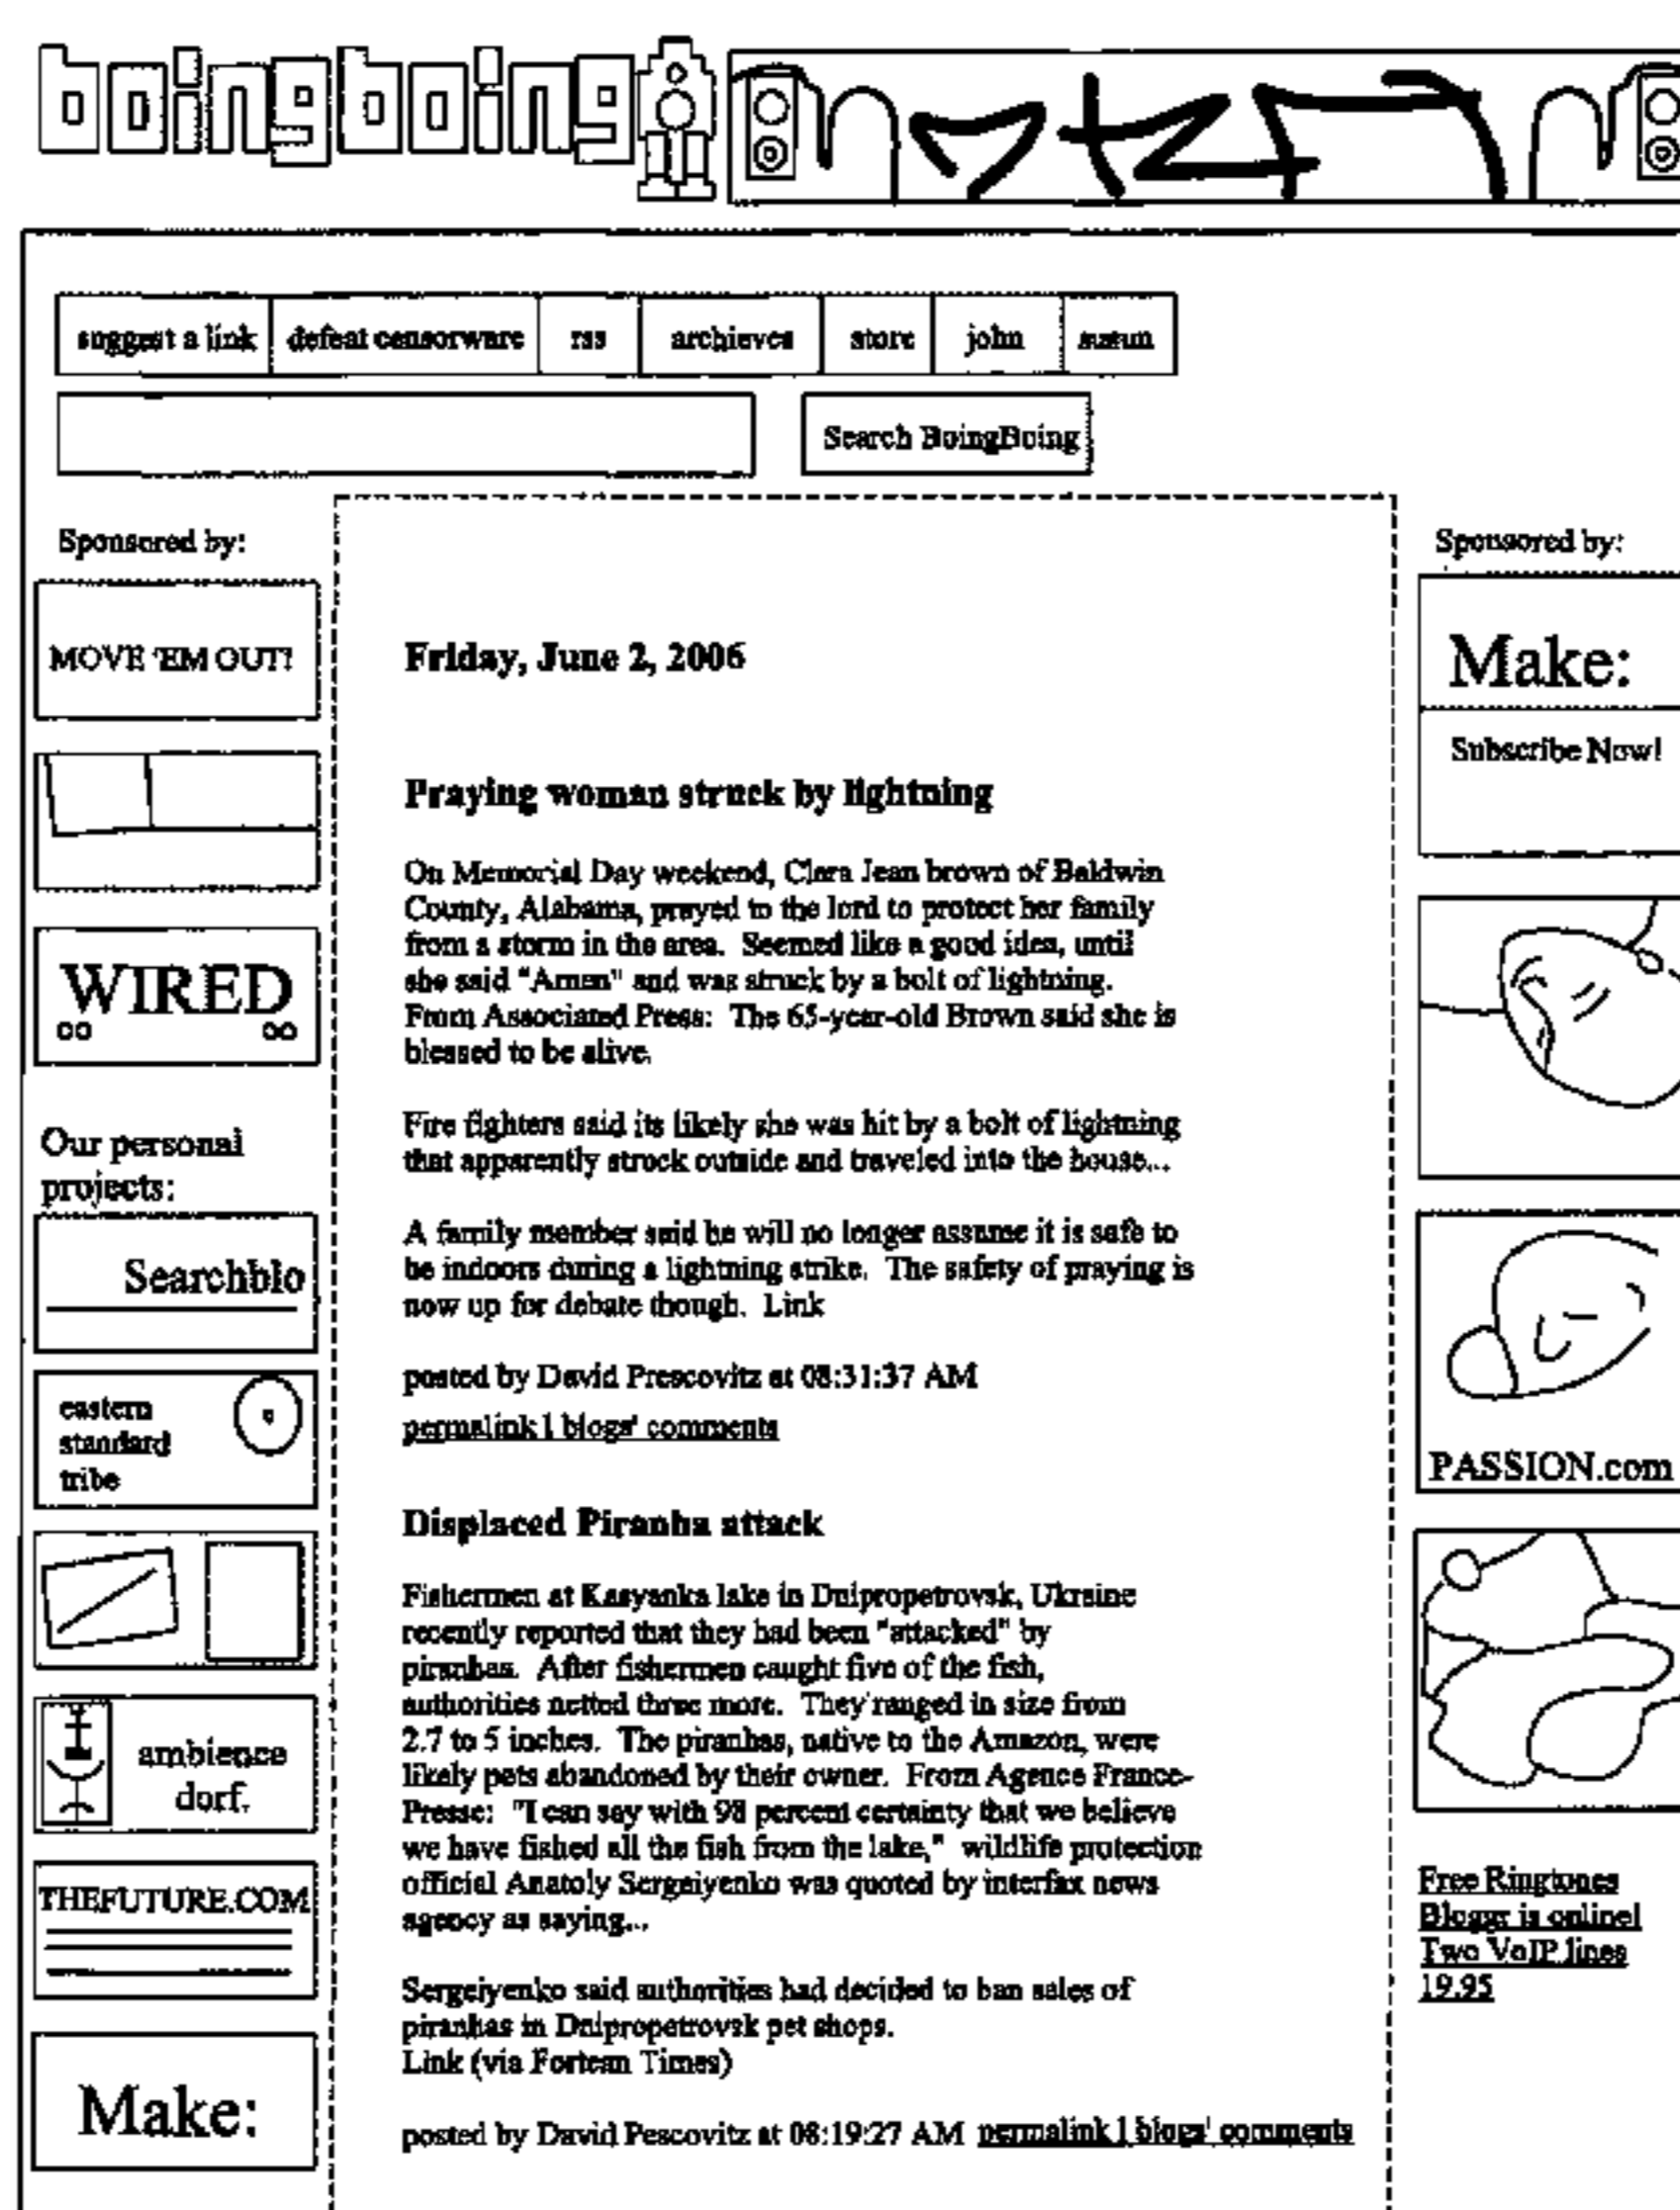 boingboing
suggest a link defeat censorware rss archieves store john
Search BoingBoing
Sponsored by:
MOVE 'EM OUT!
WIRED
Our personal
projects:
Searchblo
eastern
standard
tribe
ambience
dorf.
THEFUTURE.COM
Make:
Friday, June 2, 2006
Praying woman struck by lightning
On Memorial Day weekend, Clara Jean brown of Baldwin
County, Alabama, prayed to the lord to protect her family
from a storm in the area. Seemed like a good idea, until
she said "Amen" and was struck by a bolt of lightning.
From Associated Press: The 65-year-old Brown said she is
blessed to be alive.
Fire fighters said its likely she was hit by a bolt of lightning
that apparently struck outside and traveled into the house...
A family member said he will no longer assume it is safe to
be indoors during a lightning strike. The safety of praying is
now up for debate though. Link
posted by David Prescovitz at 08:31:37 AM
permalink | blogs' comments
Displaced Piranha attack
Fishermen at Kasyanka lake in Dnipropetrovsk, Ukraine
recently reported that they had been "attacked" by
piranhas. After fishermen caught five of the fish,
authorities netted three more. They ranged in size from
2.7 to 5 inches. The piranhas, native to the Amazon, were
likely pets abandoned by their owner. From Agence France-
Presse: "I can say with 98 percent certainty that we believe
we have fished all the fish from the lake," wildlife protection
official Anatoly Sergeiyenko was quoted by interfax news
agency as saying...
Sergeiyenko said authorities had decided to ban sales of
piranhas in Dnipropetrovsk pet shops.
Link (via Fortean Times)
posted by David Pescovitz at 08:19:27 AM permalink | blogs' comments
Sponsored by:
Make:
Subscribe Now!
PASSION.com
Free Ringtones
Bloggr is online!
Two VoIP lines
19.95